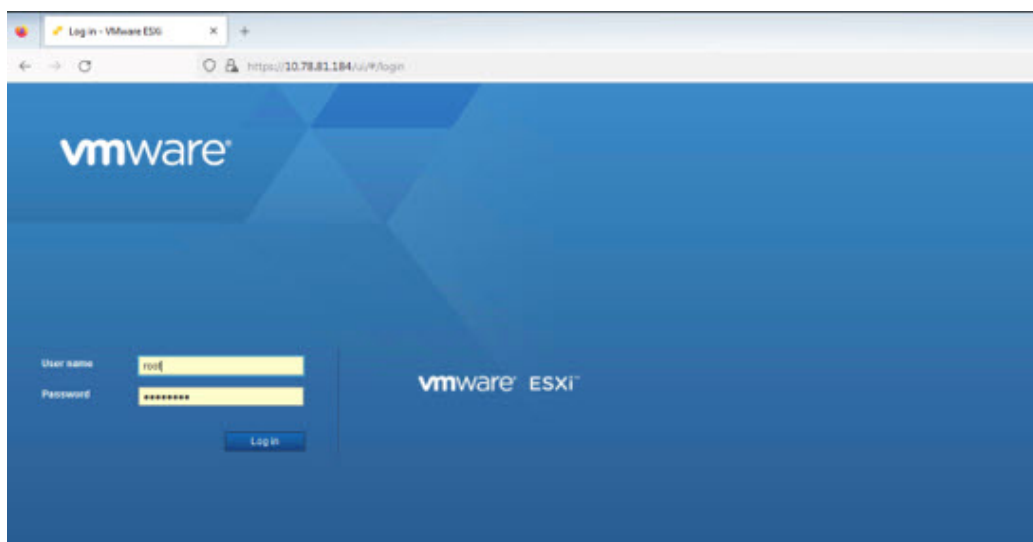 Log in - VMware ESXi
https://10.78.81.184/ui/#/login
vmware®
User name
root
Password
••••••••
Log in
vmware® ESXi™